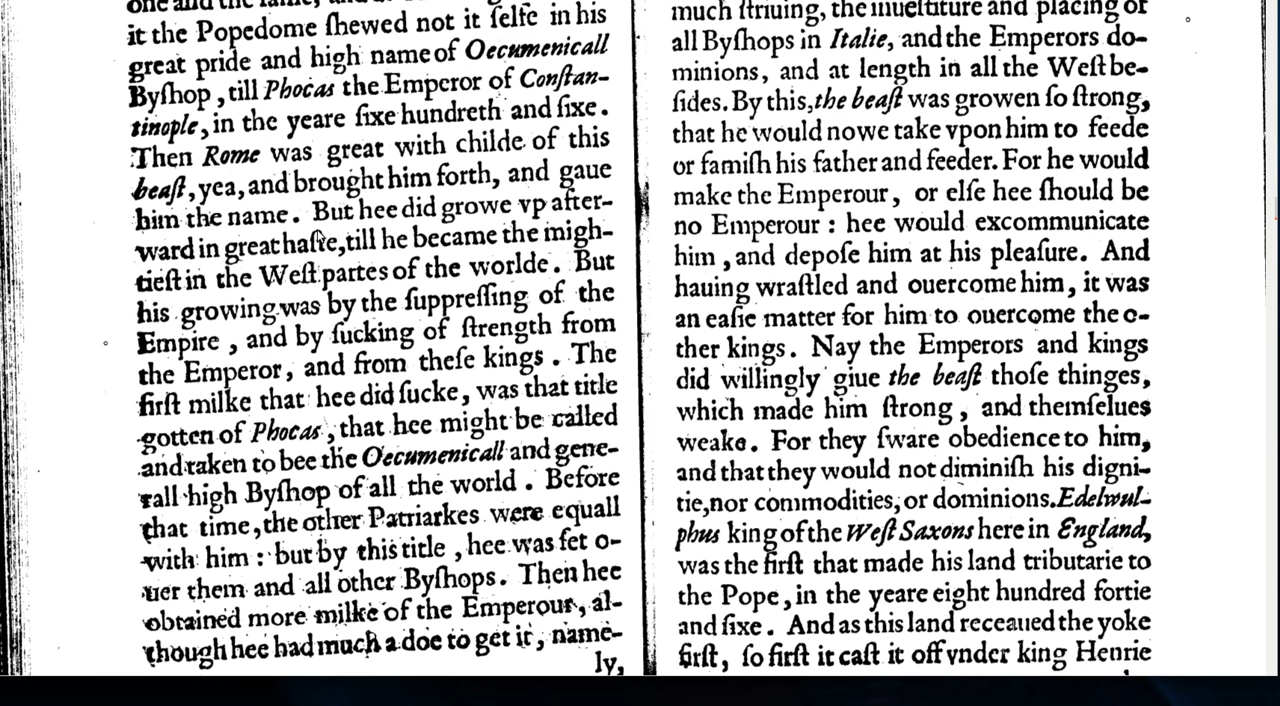 one and the same, and
it the Popedome ſhewed not it ſelfe in his
great pride and high name of Oecumenicall
Byſhop, till Phocas the Emperor of Conſtan-
tinople, in the yeare ſixe hundreth and ſixe.
Then Rome was great with childe of this
beaſt, yea, and brought him forth, and gaue
him the name. But hee did growe vp after-
ward in great haſte, till he became the migh-
tieſt in the Weſt partes of the worlde. But
his growing was by the ſuppreſſing of the
Empire, and by ſucking of ſtrength from
the Emperor, and from theſe kings. The
firſt milke that hee did ſucke, was that title
gotten of Phocas, that hee might be called
and taken to bee the Oecumenicall and gene-
rall high Byſhop of all the world. Before
that time, the other Patriarkes were equall
with him: but by this title, hee was ſet o-
uer them and all other Byſhops. Then hee
obtained more milke of the Emperour, al-
though hee had much a doe to get it, name-
ly,
much ſtriuing, the inueſtiture and placing of
all Byſhops in Italie, and the Emperors do-
minions, and at length in all the Weſt be-
ſides. By this, the beaſt was growen ſo ſtrong,
that he would nowe take vpon him to feede
or famiſh his father and feeder. For he would
make the Emperour, or elſe hee ſhould be
no Emperour: hee would excommunicate
him, and depoſe him at his pleaſure. And
hauing wraſtled and ouercome him, it was
an eaſie matter for him to ouercome the o-
ther kings. Nay the Emperors and kings
did willingly giue the beaſt thoſe thinges,
which made him ſtrong, and themſelues
weake. For they ſware obedience to him,
and that they would not diminiſh his digni-
tie, nor commodities, or dominions. Edelwul-
phus king of the Weſt Saxons here in England,
was the firſt that made his land tributarie to
the Pope, in the yeare eight hundred fortie
and ſixe. And as this land receaued the yoke
firſt, ſo firſt it caſt it off vnder king Henrie